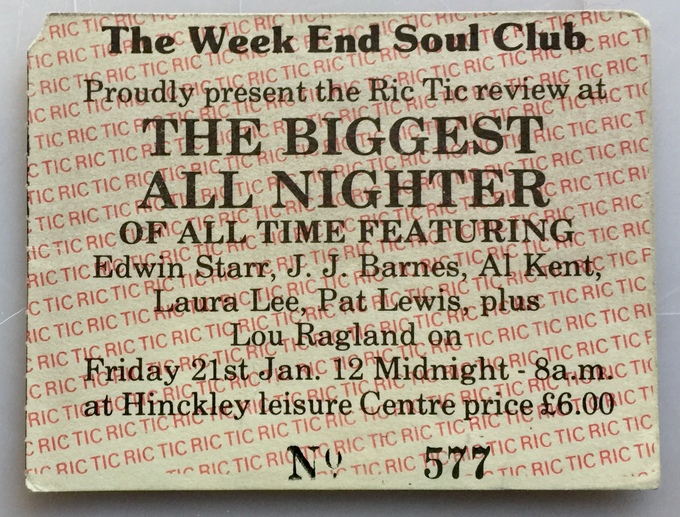 The Week End Soul Club
Proudly present the Ric Tic review at
THE BIGGEST
ALL NIGHTER
OF ALL TIME FEATURING
Edwin Starr, J. J. Barnes, Al Kent,
Laura Lee, Pat Lewis, plus
Lou Ragland on
Friday 21st Jan. 12 Midnight - 8a.m.
at Hinckley leisure Centre price £6.00
No 577